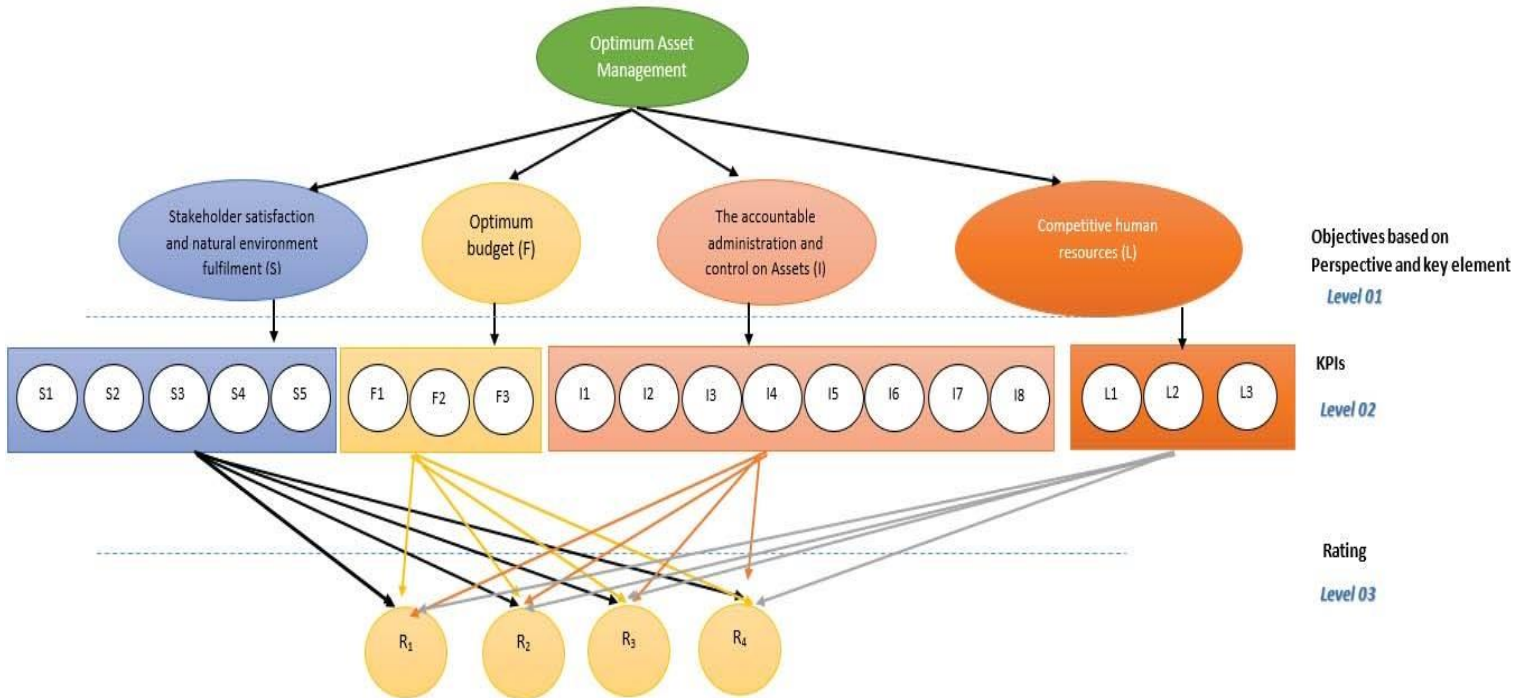 Optimum Asset
Management
Stakeholder satisfaction
and natural environment
fulfilment (S)
Optimum
budget (F)
The accountable
administration and
control on Assets (I)
Competitive human
resources (L)
Objectives based on
Perspective and key element
Level 01
S1 S2 S3 S4 S5 F1 F2 F3 I1 I2 I3 I4 I5 I6 I7 I8 L1 L2 L3
KPIs
Level 02
Rating
Level 03
R₁ R₂ R₃ R₄